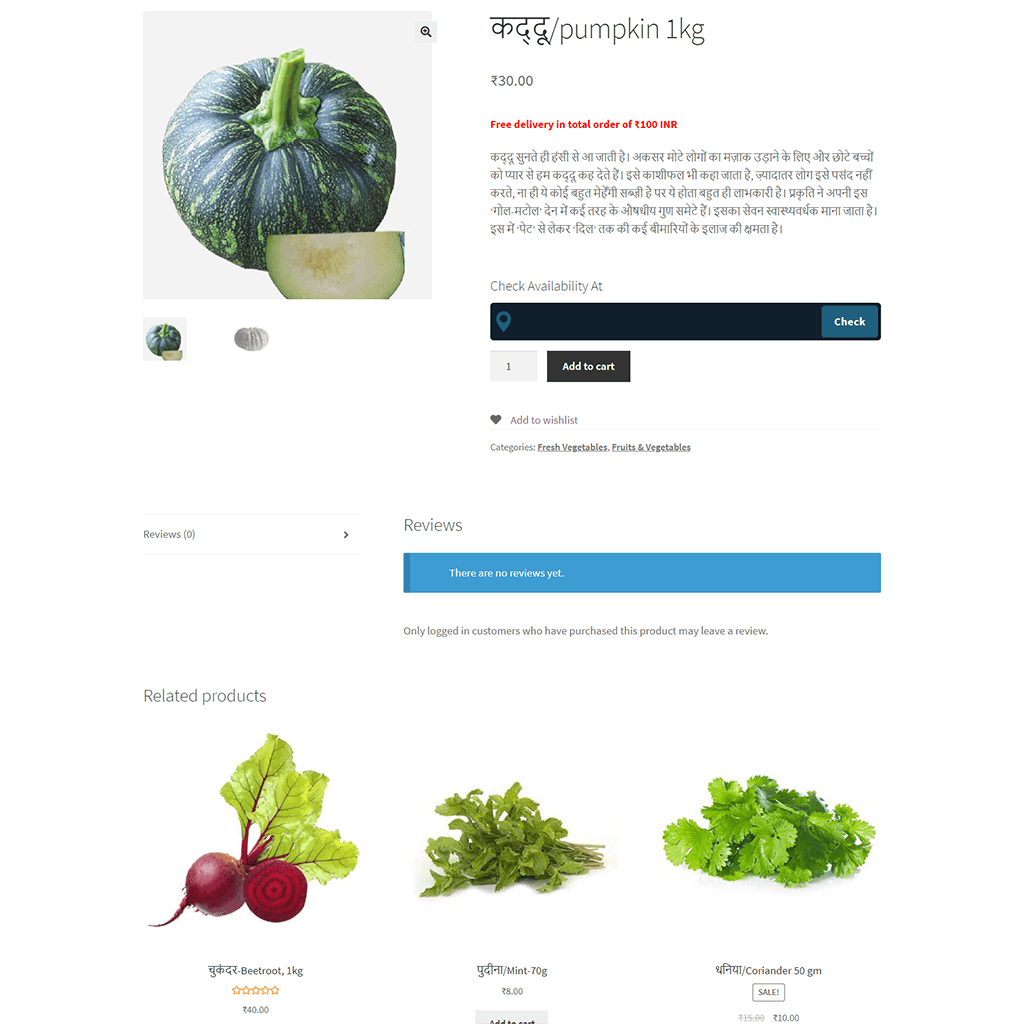 कद्दू/pumpkin 1kg
₹30.00
Free delivery in total order of ₹100 INR
कद्दू सुनते ही हंसी से आ जाती है। अकसर मोटे लोगों का मज़ाक उड़ाने के लिए और छोटे बच्चों
को प्यार से हम कद्दू कह देते हैं। इसे काशीफल भी कहा जाता है, ज़्यादातर लोग इसे पसंद नहीं
करते, ना ही ये कोई बहुत मेहेँगी सब्ज़ी है पर ये होता बहुत ही लाभकारी है। प्रकृति ने अपनी इस
'गोल-मटोल' देन में कई तरह के औषधीय गुण समेटे हैं। इसका सेवन स्वास्थ्यवर्धक माना जाता है।
इस में 'पेट' से लेकर 'दिल' तक की कई बीमारियों के इलाज की क्षमता है।
Check Availability At
Check
1
Add to cart
Add to wishlist
Categories: Fresh Vegetables, Fruits & Vegetables
Reviews (0)
Reviews
There are no reviews yet.
Only logged in customers who have purchased this product may leave a review.
Related products
चुकंदर-Beetroot, 1kg
₹40.00
पुदीना/Mint-70g
₹8.00
Add to cart
धनिया/Coriander 50 gm
SALE!
₹15.00 ₹10.00